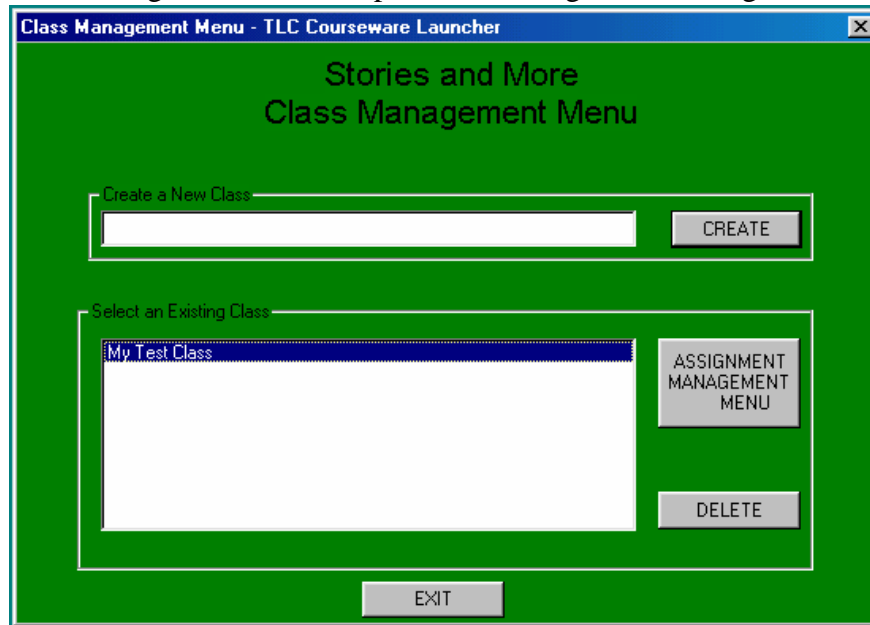 Class Management Menu - TLC Courseware Launcher
Stories and More
Class Management Menu
Create a New Class
CREATE
Select an Existing Class
My Test Class
ASSIGNMENT
MANAGEMENT
MENU
DELETE
EXIT